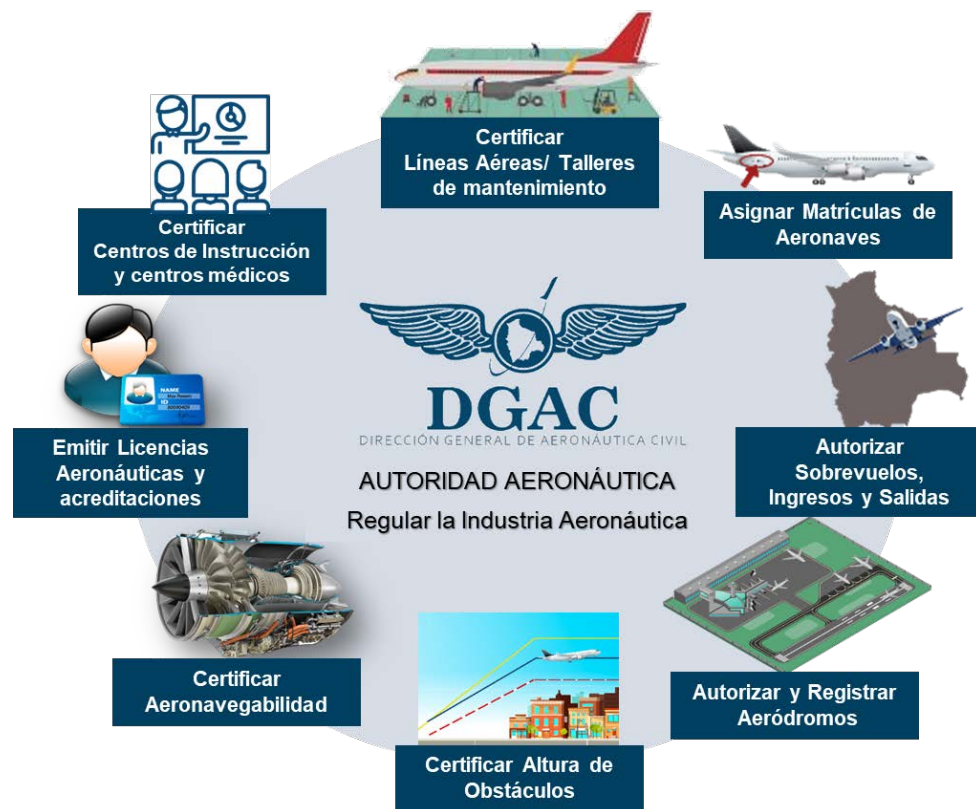 Certificar
Líneas Aéreas/ Talleres
de mantenimiento
Asignar Matrículas de
Aeronaves
Autorizar
Sobrevuelos,
Ingresos y Salidas
Autorizar y Registrar
Aeródromos
Certificar Altura de
Obstáculos
Certificar
Aeronavegabilidad
NAME
ID
Emitir Licencias
Aeronáuticas y
acreditaciones
Certificar
Centros de Instrucción
y centros médicos
DGAC
DIRECCIÓN GENERAL DE AERONÁUTICA CIVIL
AUTORIDAD AERONÁUTICA
Regular la Industria Aeronáutica